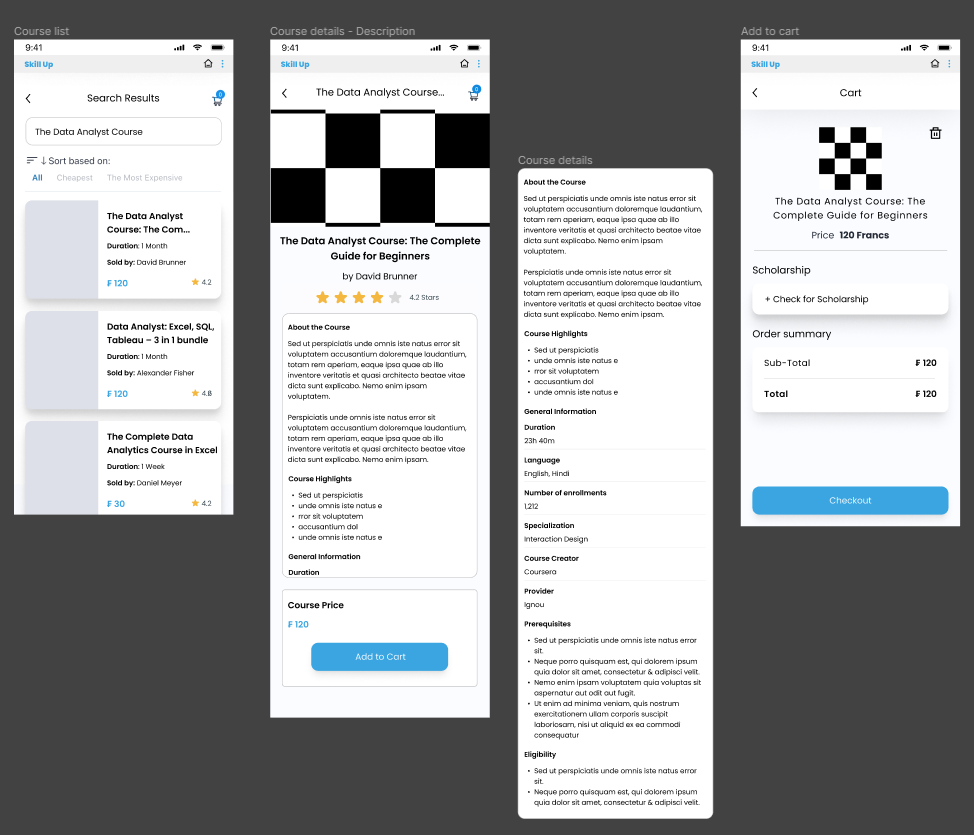 Course list
9:41
Skill Up
Search Results
0
The Data Analyst Course
Sort based on:
All
Cheapest
The Most Expensive
The Data Analyst
Course: The Com...
Duration: 1 Month
Sold by: David Brunner
₣ 120
4.2
Data Analyst: Excel, SQL,
Tableau – 3 in 1 bundle
Duration: 1 Month
Sold by: Alexander Fisher
₣ 120
The Complete Data
Analytics Course in Excel
Duration: 1 Week
Sold by: Daniel Meyer
₣ 30
4.2
Course details - Description
9:41
Skill Up
The Data Analyst Course...
0
The Data Analyst Course: The Complete
Guide for Beginners
by David Brunner
4.2 Stars
About the Course
Sed ut perspiciatis unde omnis iste natus error sit
voluptatem accusantium doloremque laudantium,
totam rem aperiam, eaque ipsa quae ab illo
inventore veritatis et quasi architecto beatae vitae
dicta sunt explicabo. Nemo enim ipsam
voluptatem.
Perspiciatis unde omnis iste natus error sit
voluptatem accusantium doloremque laudantium,
totam rem aperiam, eaque ipsa quae ab illo
inventore veritatis et quasi architecto beatae vitae
dicta sunt explicabo. Nemo enim ipsam.
Course Highlights
• Sed ut perspiciatis
• unde omnis iste natus e
• rror sit voluptatem
• accusantium dol
• unde omnis iste natus e
General Information
Duration
Course Price
₣ 120
Add to Cart
Course details
About the Course
Sed ut perspiciatis unde omnis iste natus error sit
voluptatem accusantium doloremque laudantium,
totam rem aperiam, eaque ipsa quae ab illo
inventore veritatis et quasi architecto beatae vitae
dicta sunt explicabo. Nemo enim ipsam
voluptatem.
Perspiciatis unde omnis iste natus error sit
voluptatem accusantium doloremque laudantium,
totam rem aperiam, eaque ipsa quae ab illo
inventore veritatis et quasi architecto beatae vitae
dicta sunt explicabo. Nemo enim ipsam.
Course Highlights
• Sed ut perspiciatis
• unde omnis iste natus e
• rror sit voluptatem
• accusantium dol
• unde omnis iste natus e
General Information
Duration
23h 40m
Language
English, Hindi
Number of enrollments
1,212
Specialization
Interaction Design
Course Creator
Coursera
Provider
Ignou
Prerequisites
• Sed ut perspiciatis unde omnis iste natus error
sit.
• Neque porro quisquam est, qui dolorem ipsum
quia dolor sit amet, consectetur & adipisci velit.
• Nemo enim ipsam voluptatem quia voluptas sit
aspernatur aut odit aut fugit.
• Ut enim ad minima veniam, quis nostrum
exercitationem ullam corporis suscipit
laboriosam, nisi ut aliquid ex ea commodi
consequatur
Eligibility
• Sed ut perspiciatis unde omnis iste natus error
sit.
• Neque porro quisquam est, qui dolorem ipsum
quia dolor sit amet, consectetur & adipisci velit.
Add to cart
9:41
Skill Up
Cart
The Data Analyst Course: The
Complete Guide for Beginners
Price 120 Francs
Scholarship
+ Check for Scholarship
Order summary
Sub-Total ₣ 120
Total ₣ 120
Checkout